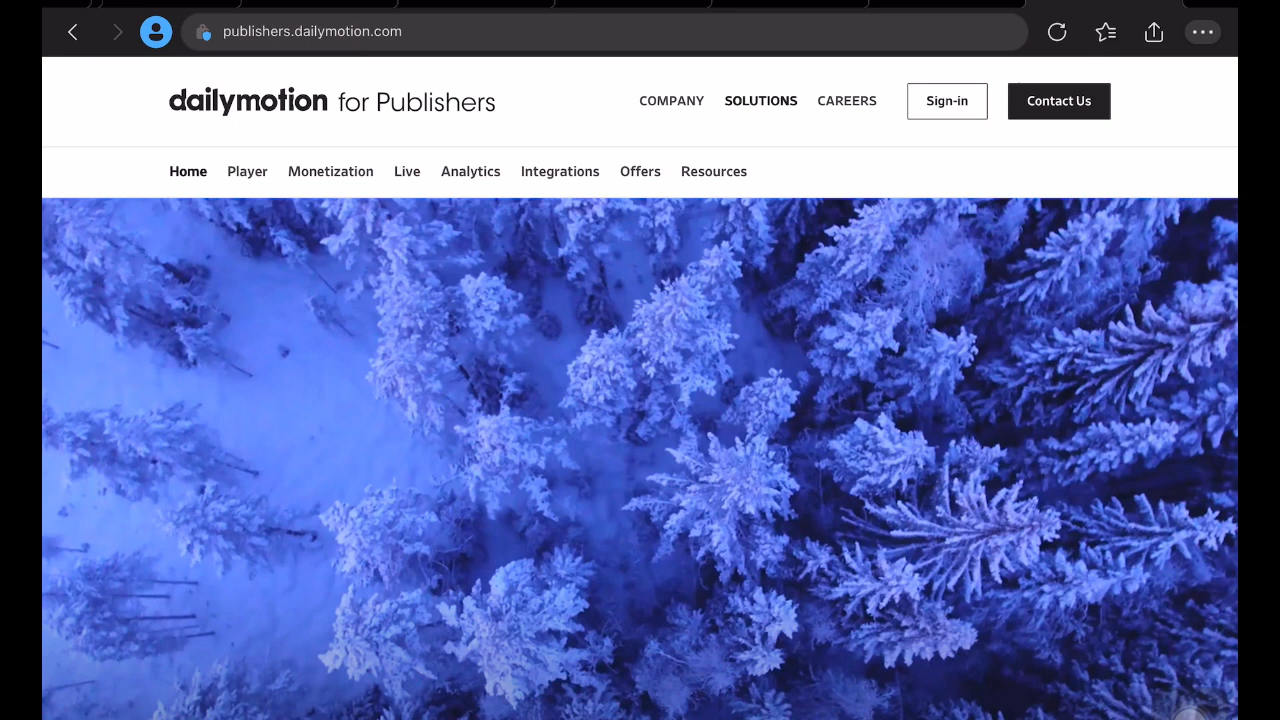 publishers.dailymotion.com
dailymotion for Publishers COMPANY SOLUTIONS CAREERS Sign-in Contact Us
Home Player Monetization Live Analytics Integrations Offers Resources